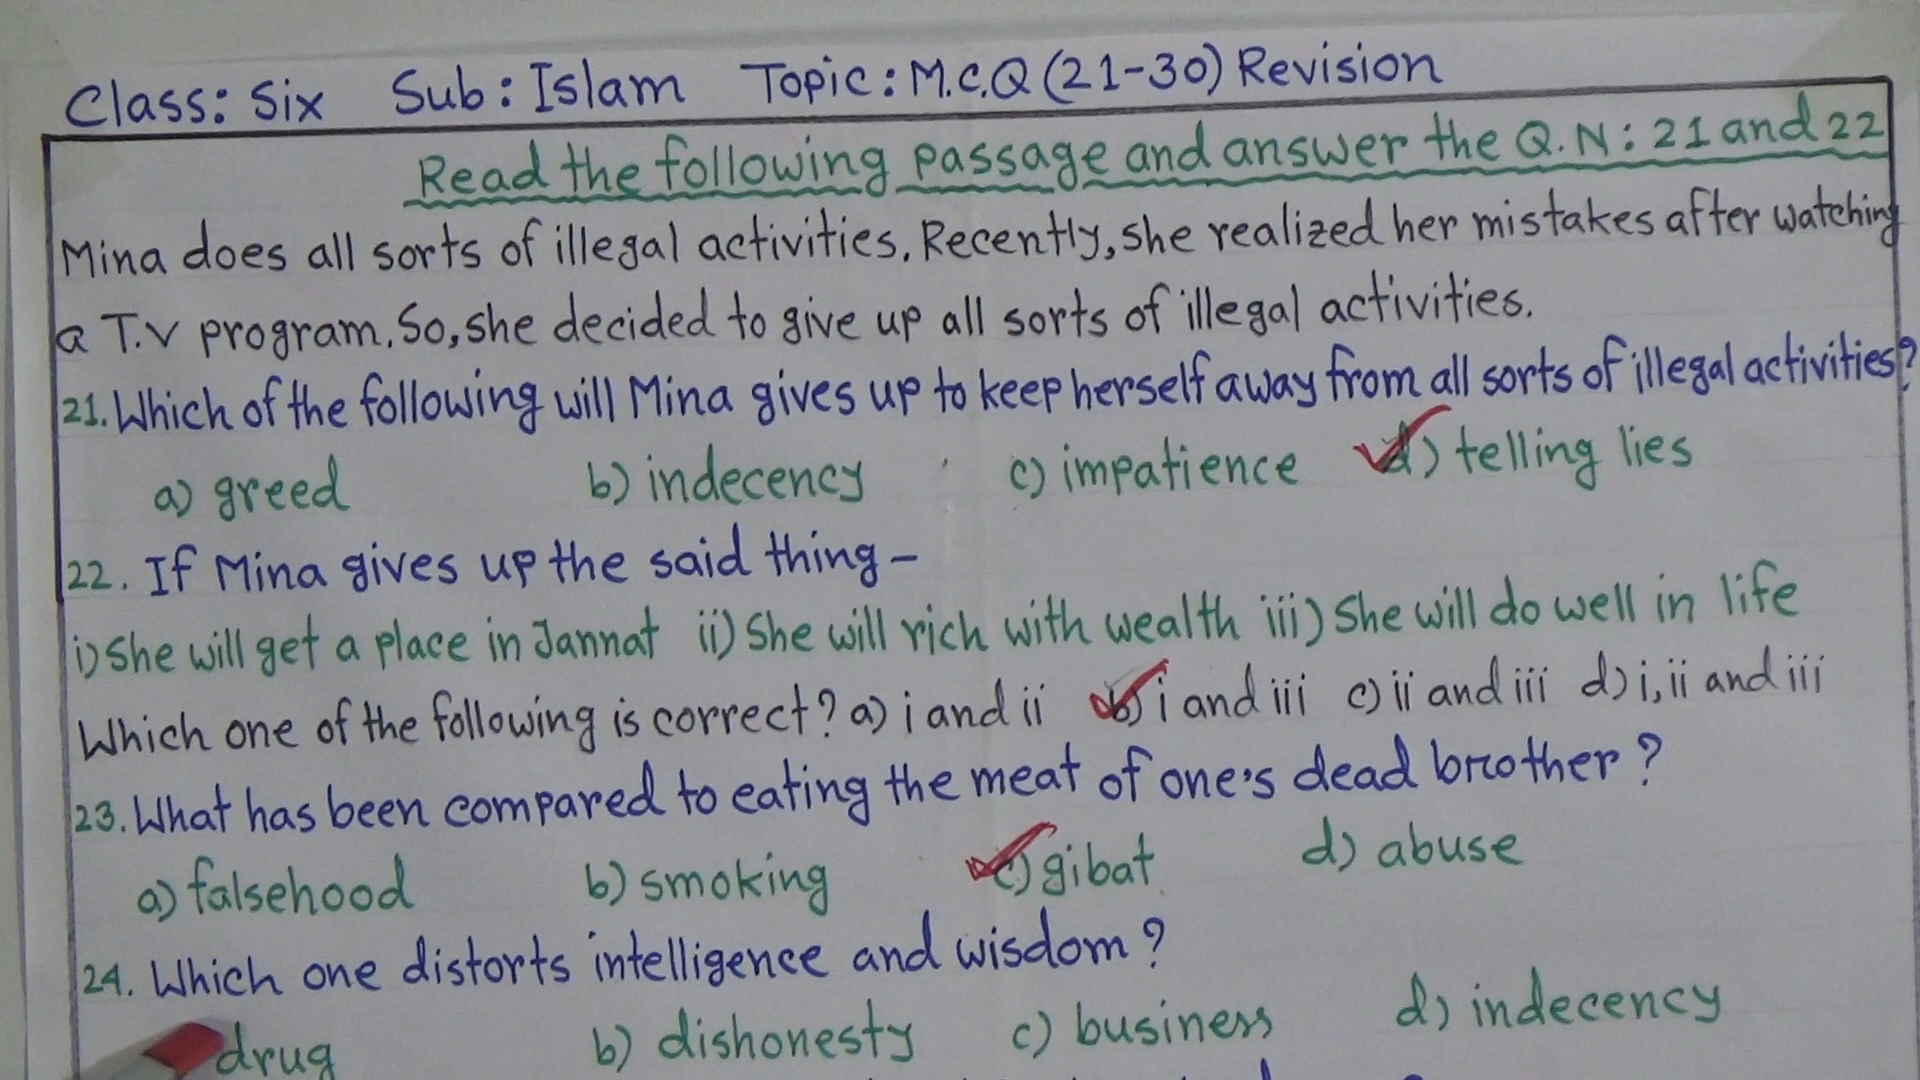 Class: Six Sub: Islam Topic: M.C.Q (21-30) Revision
Read the following passage and answer the Q.N: 21 and 22
Mina does all sorts of illegal activities. Recently, she realized her mistakes after watching
a T.V program. So, she decided to give up all sorts of illegal activities.
21. Which of the following will Mina gives up to keep herself away from all sorts of illegal activities?
a) greed b) indecency c) impatience d) telling lies
22. If Mina gives up the said thing -
i) She will get a place in Jannat ii) She will rich with wealth iii) She will do well in life
Which one of the following is correct? a) i and ii b) i and iii c) ii and iii d) i, ii and iii
23. What has been compared to eating the meat of one's dead brother?
a) falsehood b) smoking c) gibat d) abuse
24. Which one distorts intelligence and wisdom?
drug b) dishonesty c) business d) indecency